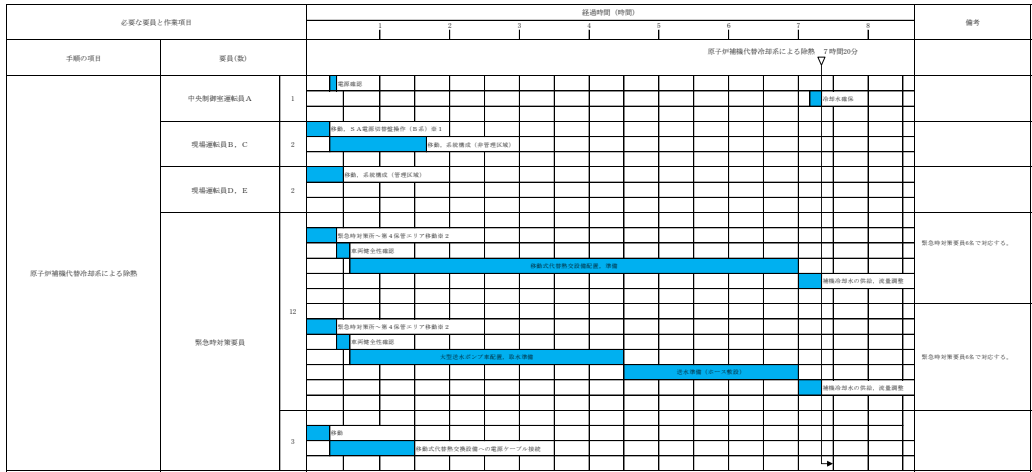 必要な要員と作業項目
経過時間（時間）
備考
1 2 3 4 5 6 7 8
手順の項目
要員(数)
原子炉補機代替冷却系による除熱 7時間20分
原子炉補機代替冷却系による除熱
中央制御室運転員A
1
電源確認
冷却水確保
現場運転員B，C
2
移動，SA電源切替盤操作（B系）※1
移動，系統構成（非管理区域）
現場運転員D，E
2
移動，系統構成（管理区域）
緊急時対策要員
12
緊急時対策所～第4保管エリア移動※2
車両健全性確認
移動式代替熱交設備配置，準備
補機冷却水の供給，流量調整
緊急時対策要員6名で対応する。
緊急時対策所～第4保管エリア移動※2
車両健全性確認
大型送水ポンプ車配置，取水準備
送水準備（ホース敷設）
補機冷却水の供給，流量調整
緊急時対策要員6名で対応する。
3
移動
移動式代替熱交換設備への電源ケーブル接続